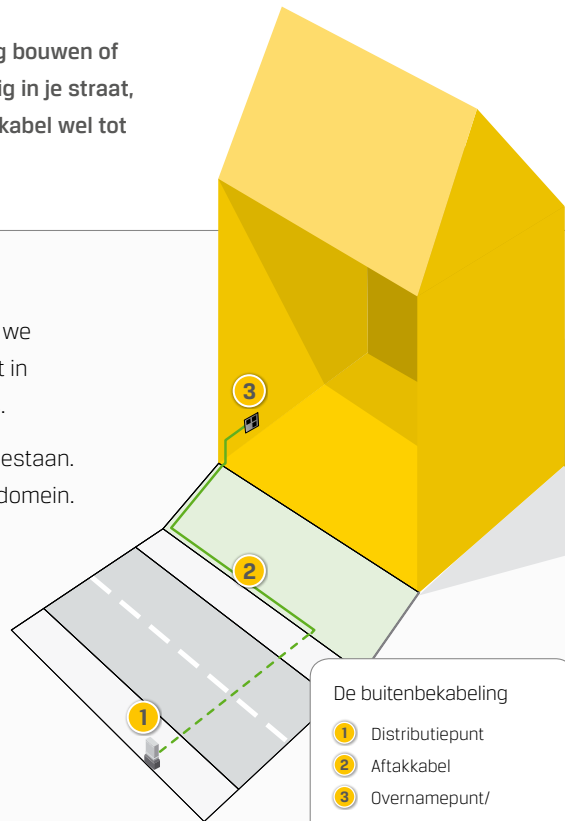 g bouwen of
ig in je straat,
kabel wel tot
we
t in
.
estaan.
domein.
3
2
1
De buitenbekabeling
1 Distributiepunt
2 Aftakkabel
3 Overnamepunt/